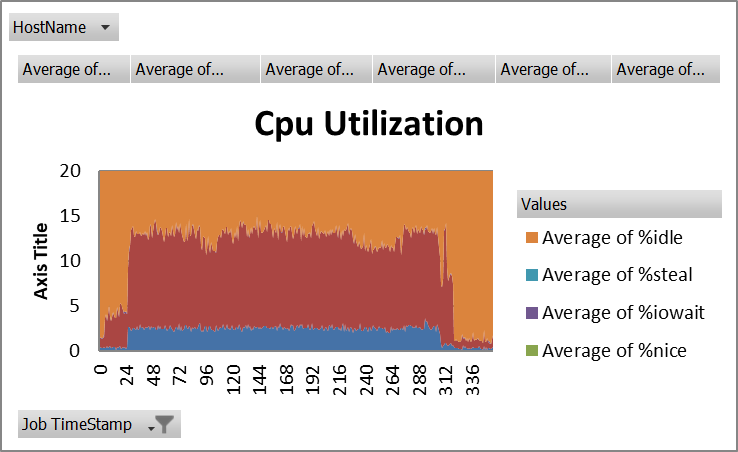 HostName
Average of... Average of... Average of... Average of... Average of... Average of...
Cpu Utilization
Axis Title
20
15
10
5
0
0 24 48 72 96 120 144 168 192 216 240 264 288 312 336
Values
Average of %idle
Average of %steal
Average of %iowait
Average of %nice
Job TimeStamp